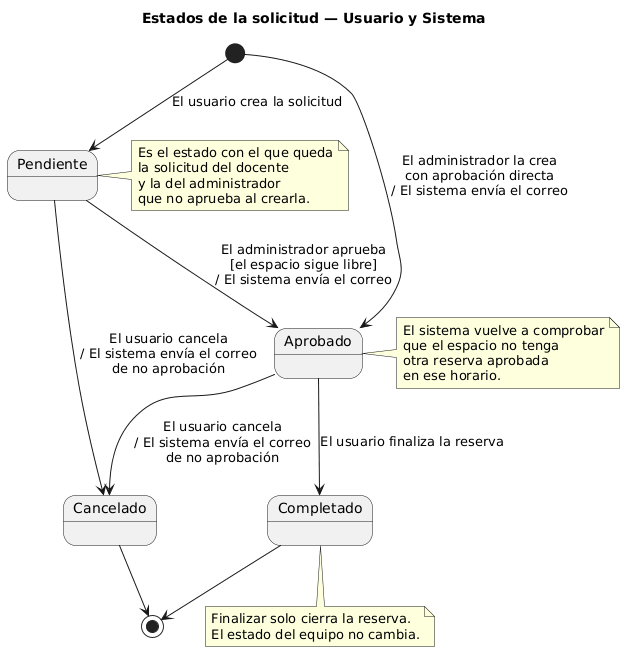 Estados de la solicitud — Usuario y Sistema
El usuario crea la solicitud
Pendiente
Es el estado con el que queda
la solicitud del docente
y la del administrador
que no aprueba al crearla.
El administrador la crea
con aprobación directa
/ El sistema envía el correo
El administrador aprueba
[el espacio sigue libre]
/ El sistema envía el correo
Aprobado
El sistema vuelve a comprobar
que el espacio no tenga
otra reserva aprobada
en ese horario.
El usuario cancela
/ El sistema envía el correo
de no aprobación
El usuario cancela
/ El sistema envía el correo
de no aprobación
El usuario finaliza la reserva
Cancelado
Completado
Finalizar solo cierra la reserva.
El estado del equipo no cambia.